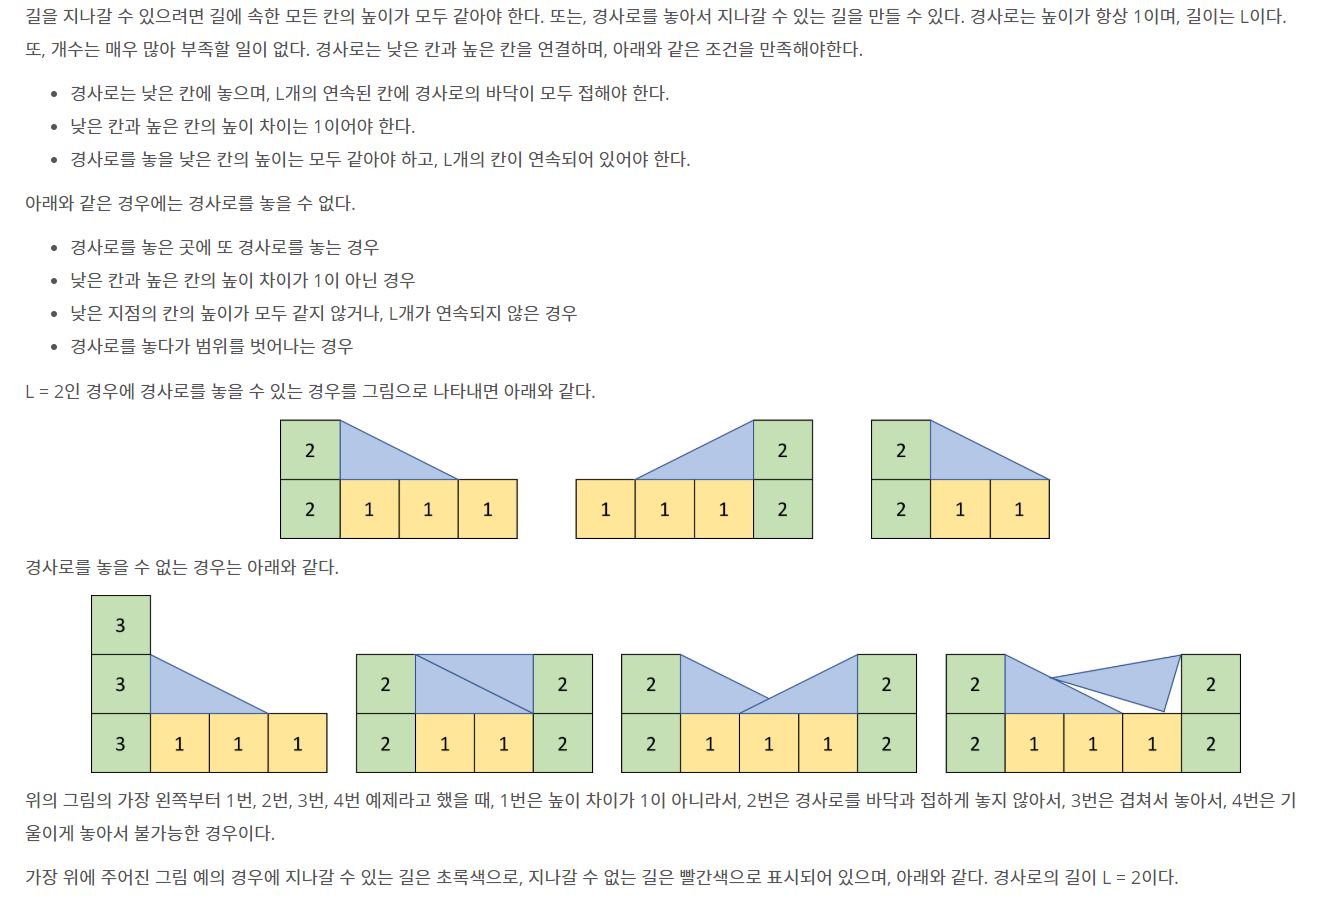 길을 지나갈 수 있으려면 길에 속한 모든 칸의 높이가 모두 같아야 한다. 또는, 경사로를 놓아서 지나갈 수 있는 길을 만들 수 있다. 경사로는 높이가 항상 1이며, 길이는 L이다.
또, 개수는 매우 많아 부족할 일이 없다. 경사로는 낮은 칸과 높은 칸을 연결하며, 아래와 같은 조건을 만족해야한다.
• 경사로는 낮은 칸에 놓으며, L개의 연속된 칸에 경사로의 바닥이 모두 접해야 한다.
• 낮은 칸과 높은 칸의 높이 차이는 1이어야 한다.
• 경사로를 놓을 낮은 칸의 높이는 모두 같아야 하고, L개의 칸이 연속되어 있어야 한다.
아래와 같은 경우에는 경사로를 놓을 수 없다.
• 경사로를 놓은 곳에 또 경사로를 놓는 경우
• 낮은 칸과 높은 칸의 높이 차이가 1이 아닌 경우
• 낮은 지점의 칸의 높이가 모두 같지 않거나, L개가 연속되지 않은 경우
• 경사로를 놓다가 범위를 벗어나는 경우
L = 2인 경우에 경사로를 놓을 수 있는 경우를 그림으로 나타내면 아래와 같다.
2 2 2
2 1 1 1 1 1 1 2 2 1 1
경사로를 놓을 수 없는 경우는 아래와 같다.
3
3 2 2 2 2 2 2
3 1 1 1 2 1 1 2 2 1 1 1 2 2 1 1 1 2
위의 그림의 가장 왼쪽부터 1번, 2번, 3번, 4번 예제라고 했을 때, 1번은 높이 차이가 1이 아니라서, 2번은 경사로를 바닥과 접하게 놓지 않아서, 3번은 겹쳐서 놓아서, 4번은 기
울이게 놓아서 불가능한 경우이다.
가장 위에 주어진 그림 예의 경우에 지나갈 수 있는 길은 초록색으로, 지나갈 수 없는 길은 빨간색으로 표시되어 있으며, 아래와 같다. 경사로의 길이 L = 2이다.